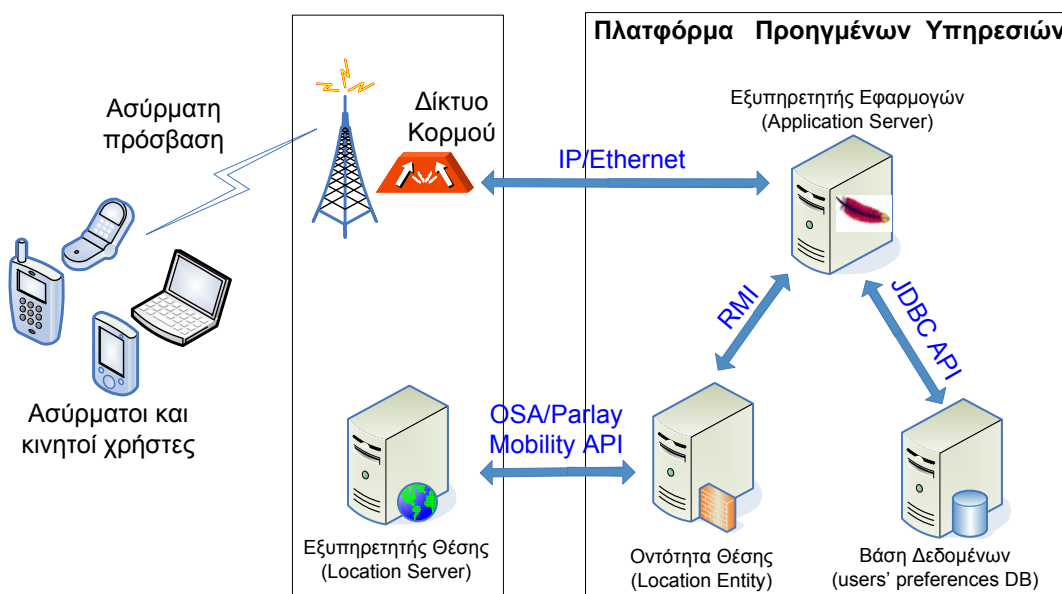 Πλατφόρμα Προηγμένων Υπηρεσιών
Ασύρματη
πρόσβαση
Δίκτυο
Κορμού
Εξυπηρετητής Εφαρμογών
(Application Server)
IP/Ethernet
RMI
JDBC API
Ασύρματοι και
κινητοί χρήστες
OSA/Parlay
Mobility API
Εξυπηρετητής Θέσης
(Location Server)
Οντότητα Θέσης
(Location Entity)
Βάση Δεδομένων
(users' preferences DB)